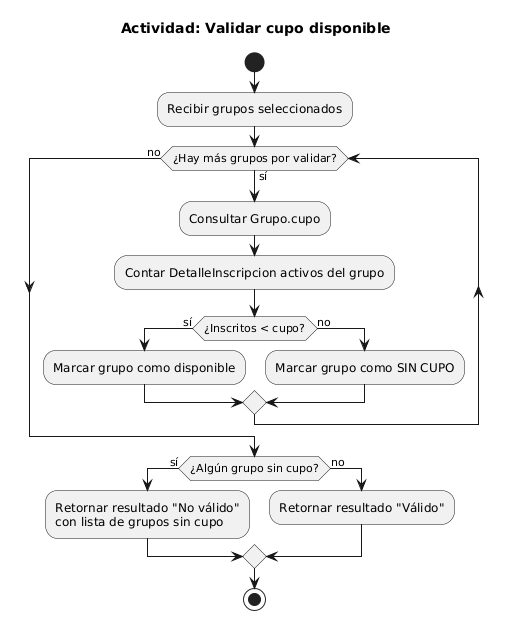 Actividad: Validar cupo disponible
Recibir grupos seleccionados
no
¿Hay más grupos por validar?
sí
Consultar Grupo.cupo
Contar DetalleInscripcion activos del grupo
sí
¿Inscritos < cupo?
no
Marcar grupo como disponible
Marcar grupo como SIN CUPO
sí
¿Algún grupo sin cupo?
no
Retornar resultado "No válido"
con lista de grupos sin cupo
Retornar resultado "Válido"